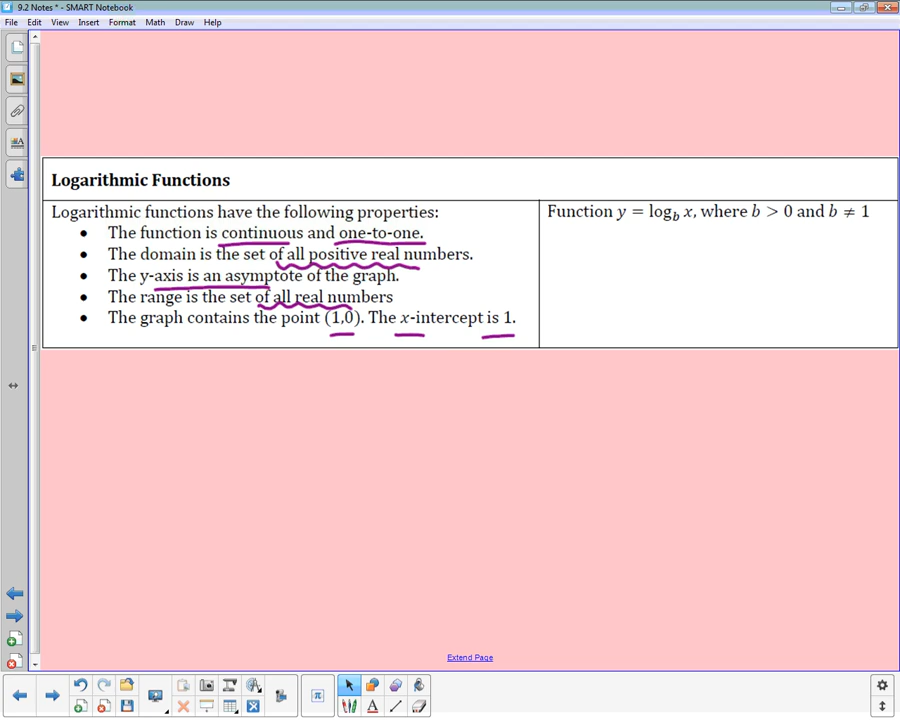 9.2 Notes * - SMART Notebook
File Edit View Insert Format Math Draw Help
Logarithmic Functions
Logarithmic functions have the following properties:
• The function is continuous and one-to-one.
• The domain is the set of all positive real numbers.
• The y-axis is an asymptote of the graph.
• The range is the set of all real numbers
• The graph contains the point (1,0). The x-intercept is 1.
Function y = log_b x, where b > 0 and b ≠ 1
Extend Page